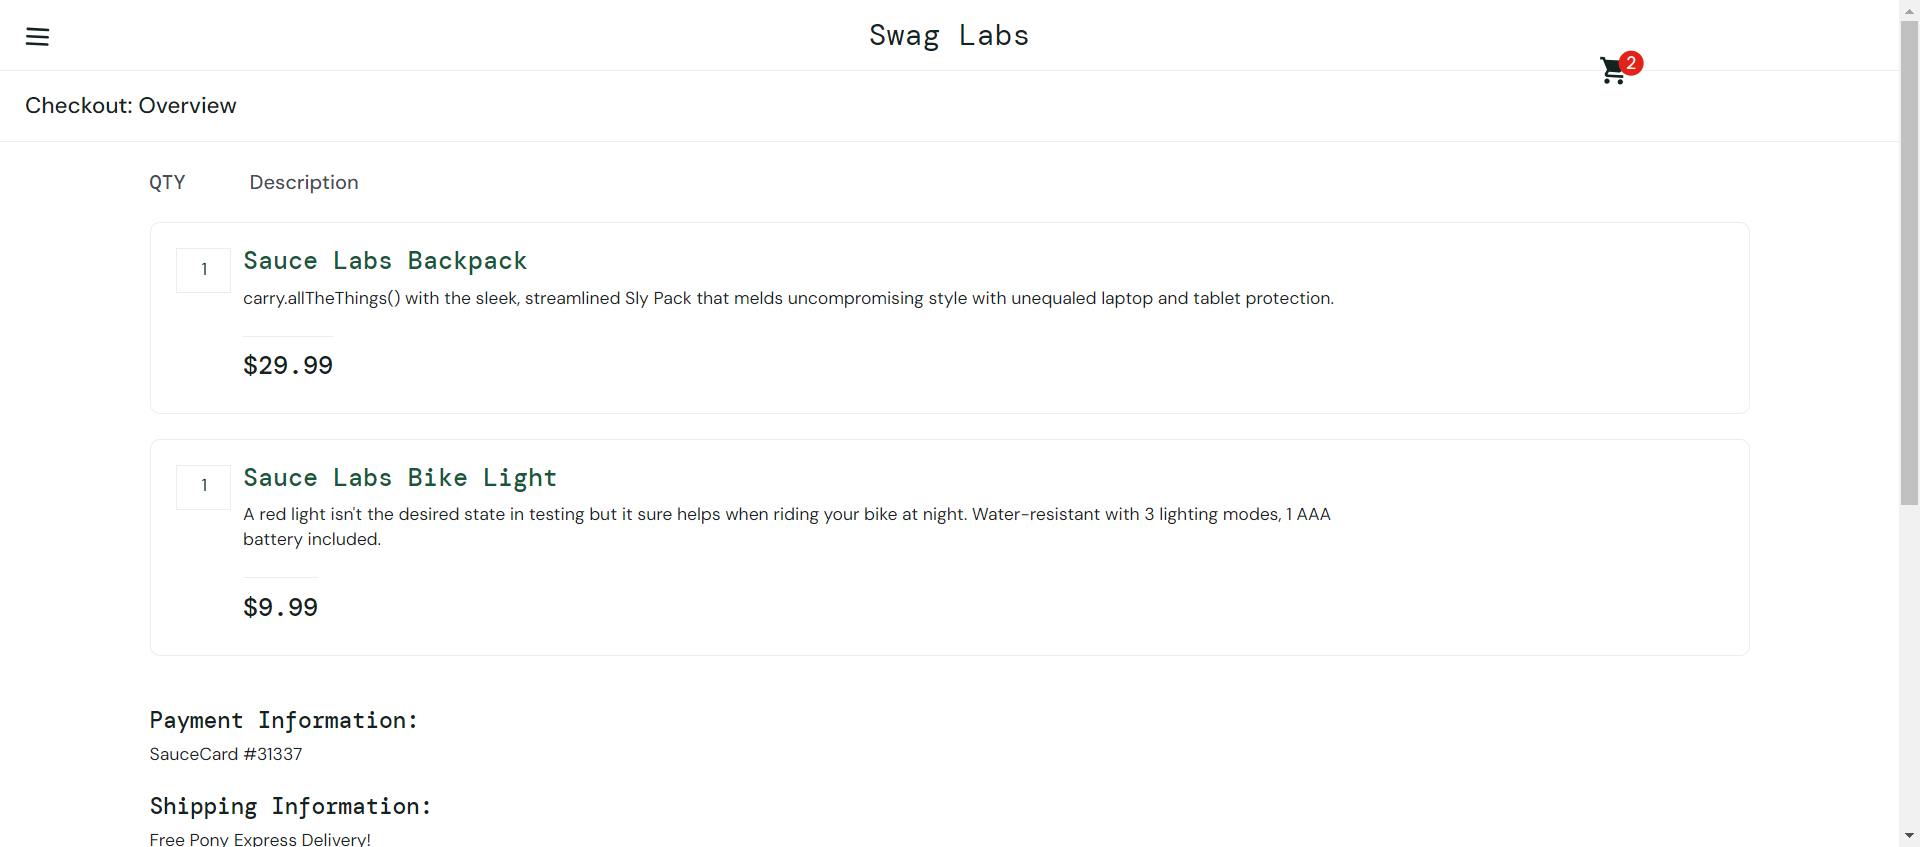 Swag Labs
2
Checkout: Overview
QTY Description
1
Sauce Labs Backpack
carry.allTheThings() with the sleek, streamlined Sly Pack that melds uncompromising style with unequaled laptop and tablet protection.
$29.99
1
Sauce Labs Bike Light
A red light isn't the desired state in testing but it sure helps when riding your bike at night. Water-resistant with 3 lighting modes, 1 AAA
battery included.
$9.99
Payment Information:
SauceCard #31337
Shipping Information:
Free Pony Express Delivery!